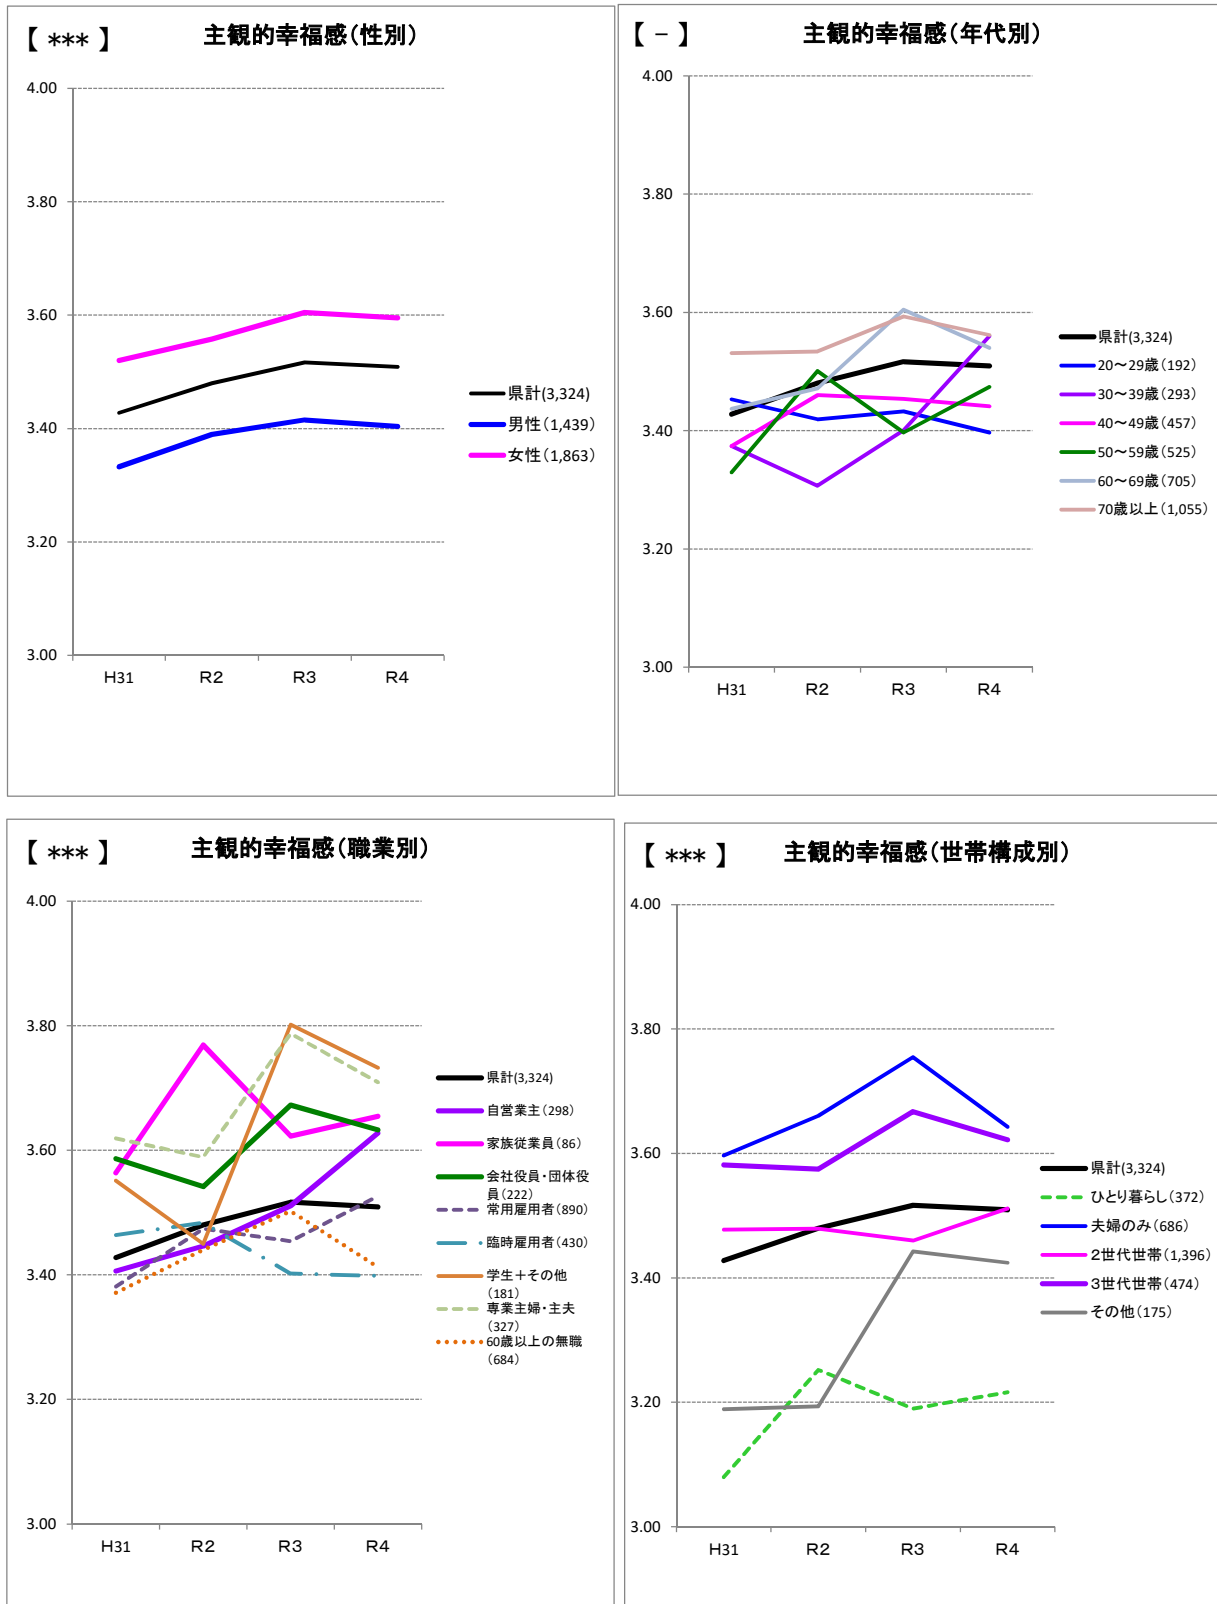 【 *** 】 主観的幸福感(性別)
4.00
3.80
3.60
3.40
3.20
3.00
H31 R2 R3 R4
県計(3,324)
男性(1,439)
女性(1,863)
【 － 】 主観的幸福感(年代別)
4.00
3.80
3.60
3.40
3.20
3.00
H31 R2 R3 R4
県計(3,324)
20～29歳(192)
30～39歳(293)
40～49歳(457)
50～59歳(525)
60～69歳(705)
70歳以上(1,055)
【 *** 】 主観的幸福感(職業別)
4.00
3.80
3.60
3.40
3.20
3.00
H31 R2 R3 R4
県計(3,324)
自営業主(298)
家族従業員(86)
会社役員・団体役
員(222)
常用雇用者(890)
臨時雇用者(430)
学生＋その他
(181)
専業主婦・主夫
(327)
60歳以上の無職
(684)
【 *** 】 主観的幸福感(世帯構成別)
4.00
3.80
3.60
3.40
3.20
3.00
H31 R2 R3 R4
県計(3,324)
ひとり暮らし(372)
夫婦のみ(686)
2世代世帯(1,396)
3世代世帯(474)
その他(175)